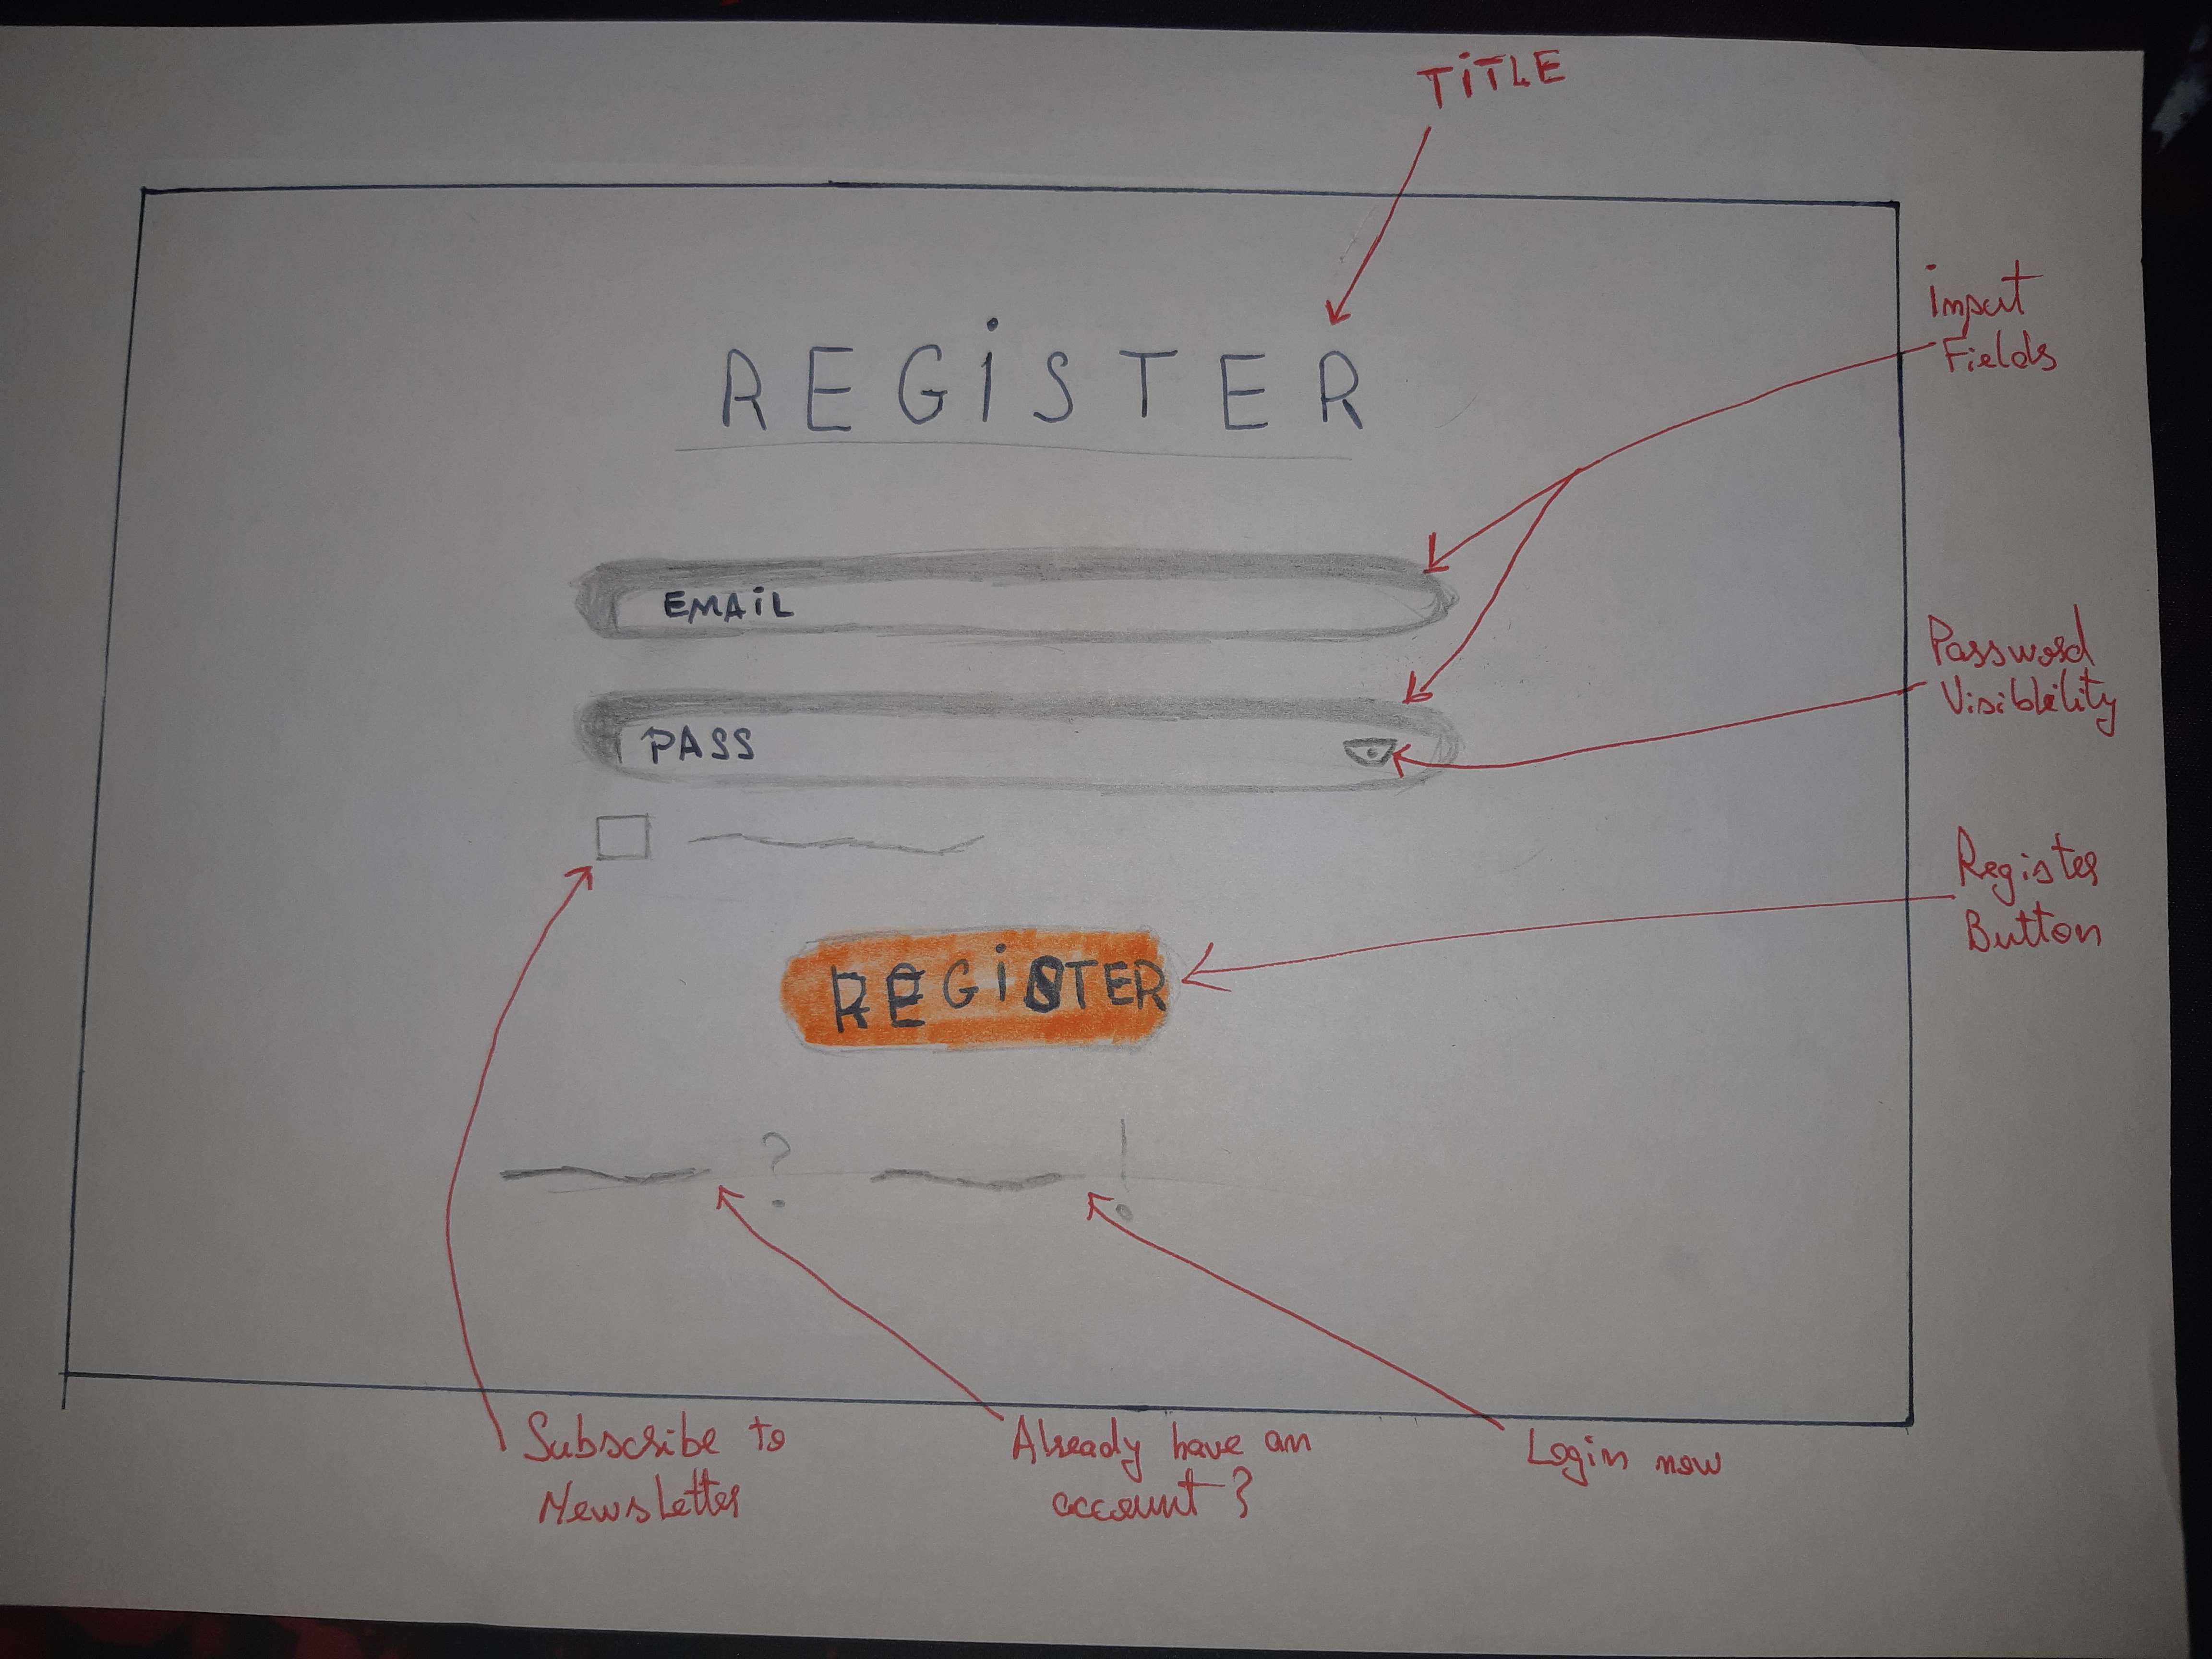 TiTLE
REGiSTER
Input
Fields
EMAiL
Password
Visiblility
PASS
Register
Button
REGiSTER
? !
Subscribe to
Newsletter
Already have an
account?
Login now